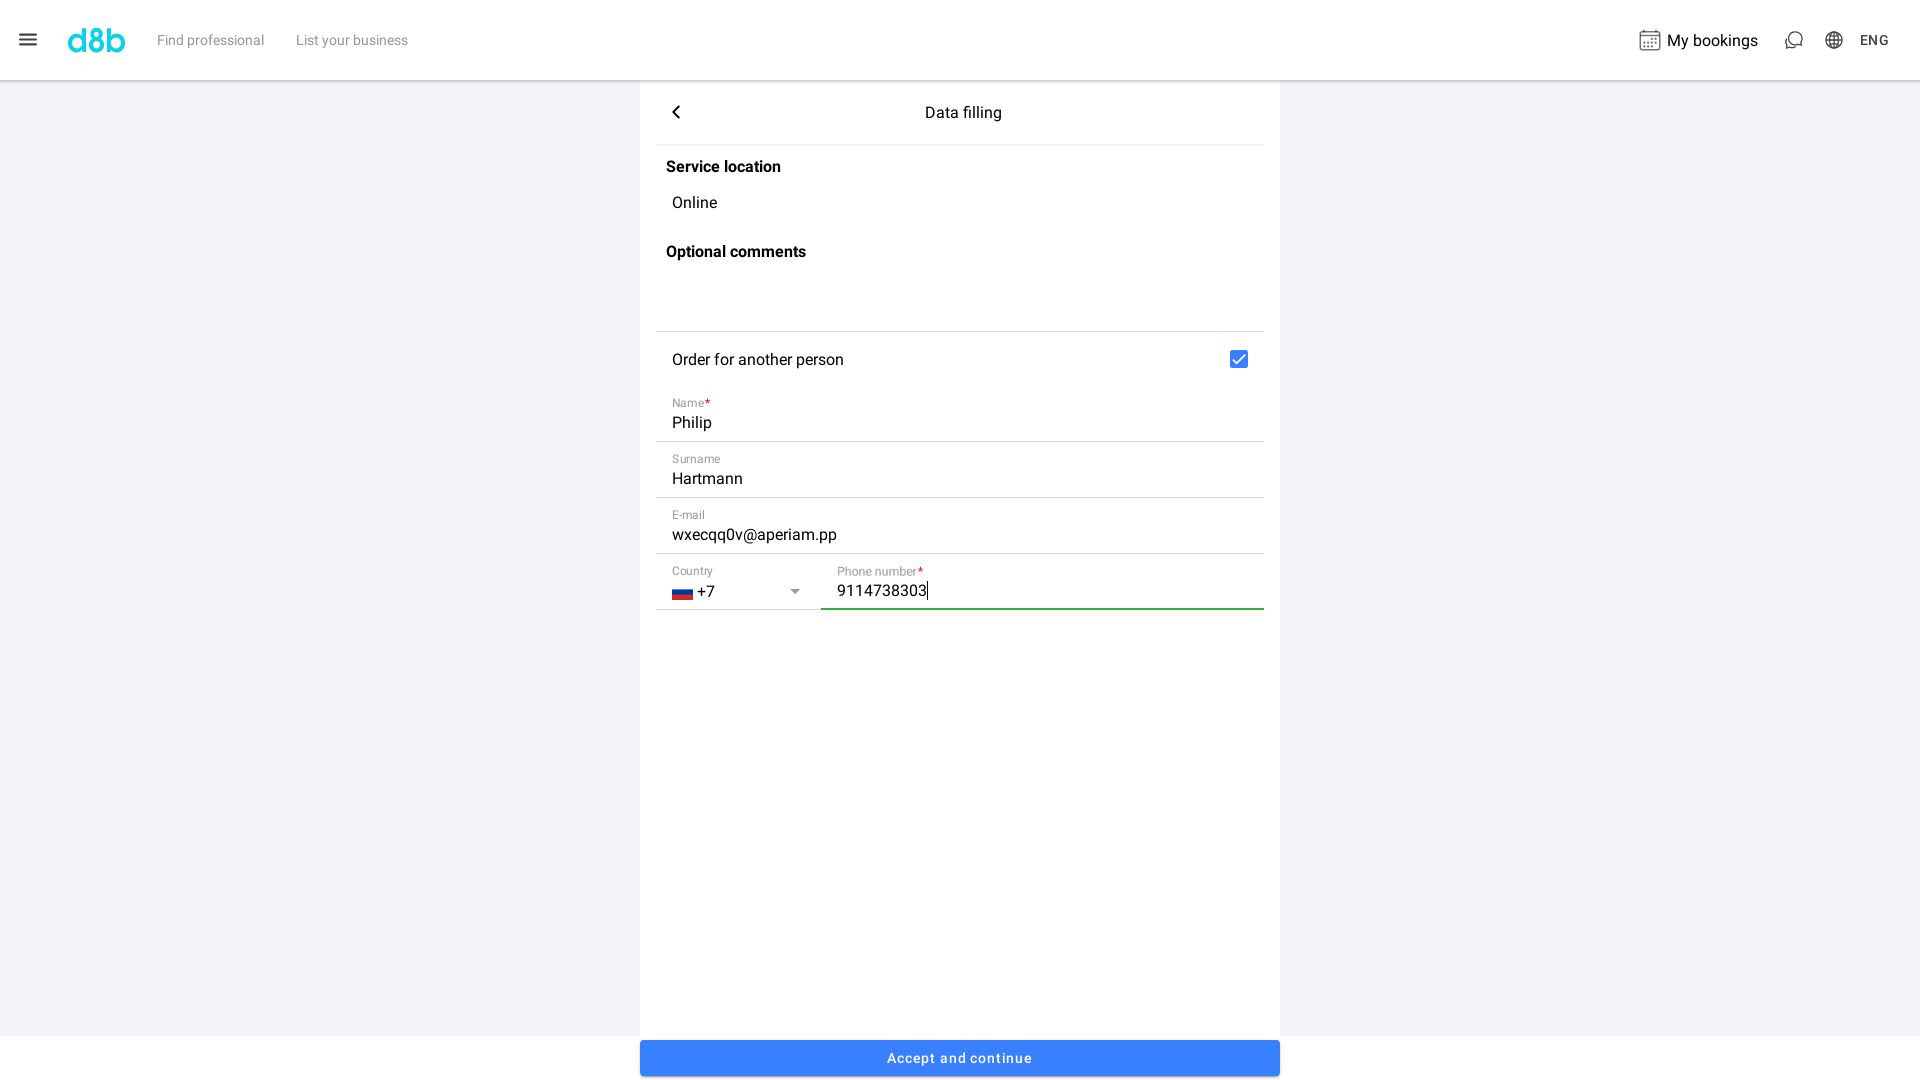 d8b
Find professional
List your business
My bookings
ENG
Data filling
Service location
Online
Optional comments
Order for another person
Name*
Philip
Surname
Hartmann
E-mail
wxecqq0v@aperiam.pp
Country
+7
Phone number*
9114738303
Accept and continue